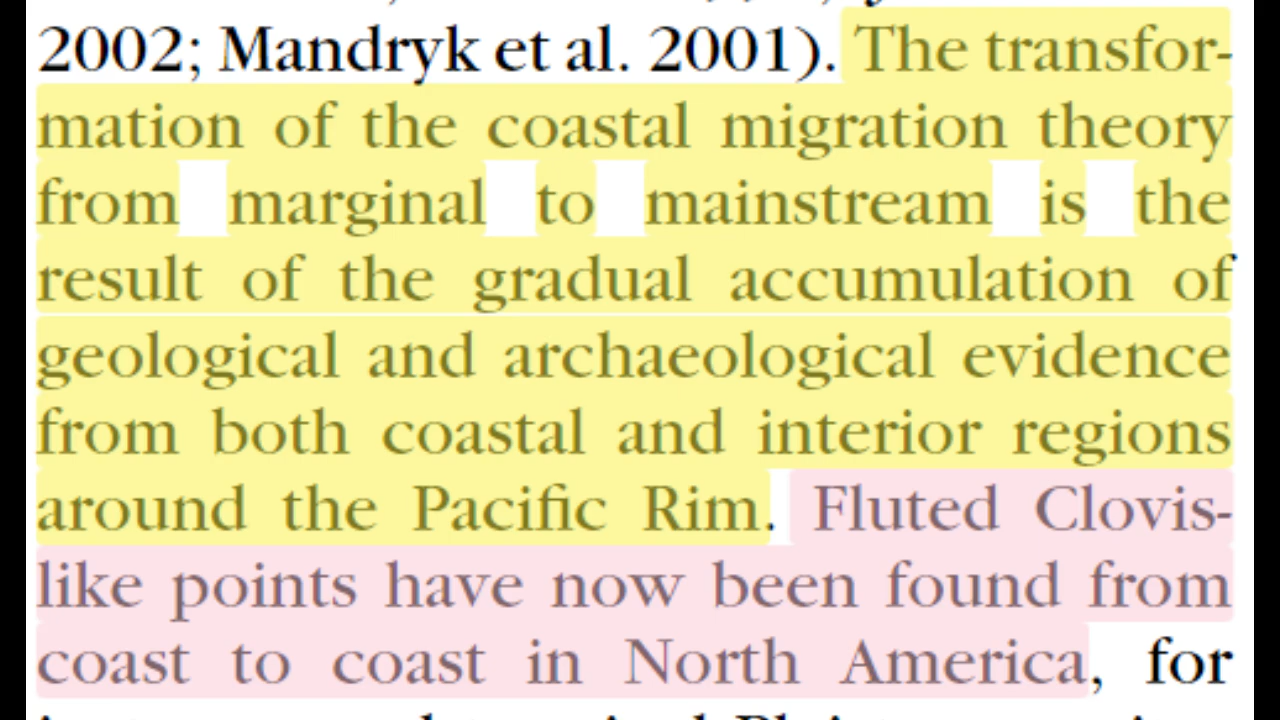 2002; Mandryk et al. 2001). The transfor-
mation of the coastal migration theory
from marginal to mainstream is the
result of the gradual accumulation of
geological and archaeological evidence
from both coastal and interior regions
around the Pacific Rim. Fluted Clovis-
like points have now been found from
coast to coast in North America, for